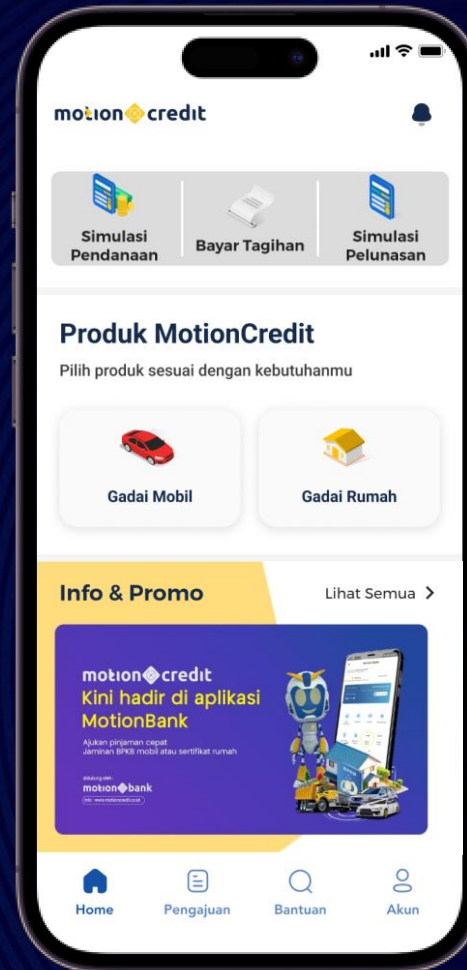 motion credit
Simulasi
Pendanaan
Bayar Tagihan
Simulasi
Pelunasan
Produk MotionCredit
Pilih produk sesuai dengan kebutuhanmu
Gadai Mobil
Gadai Rumah
Info & Promo
Lihat Semua
motion credit
Kini hadir di aplikasi
MotionBank
Ajukan pinjaman cepat
Jaminan BPKB mobil atau sertifikat rumah
motion bank
Home
Pengajuan
Bantuan
Akun